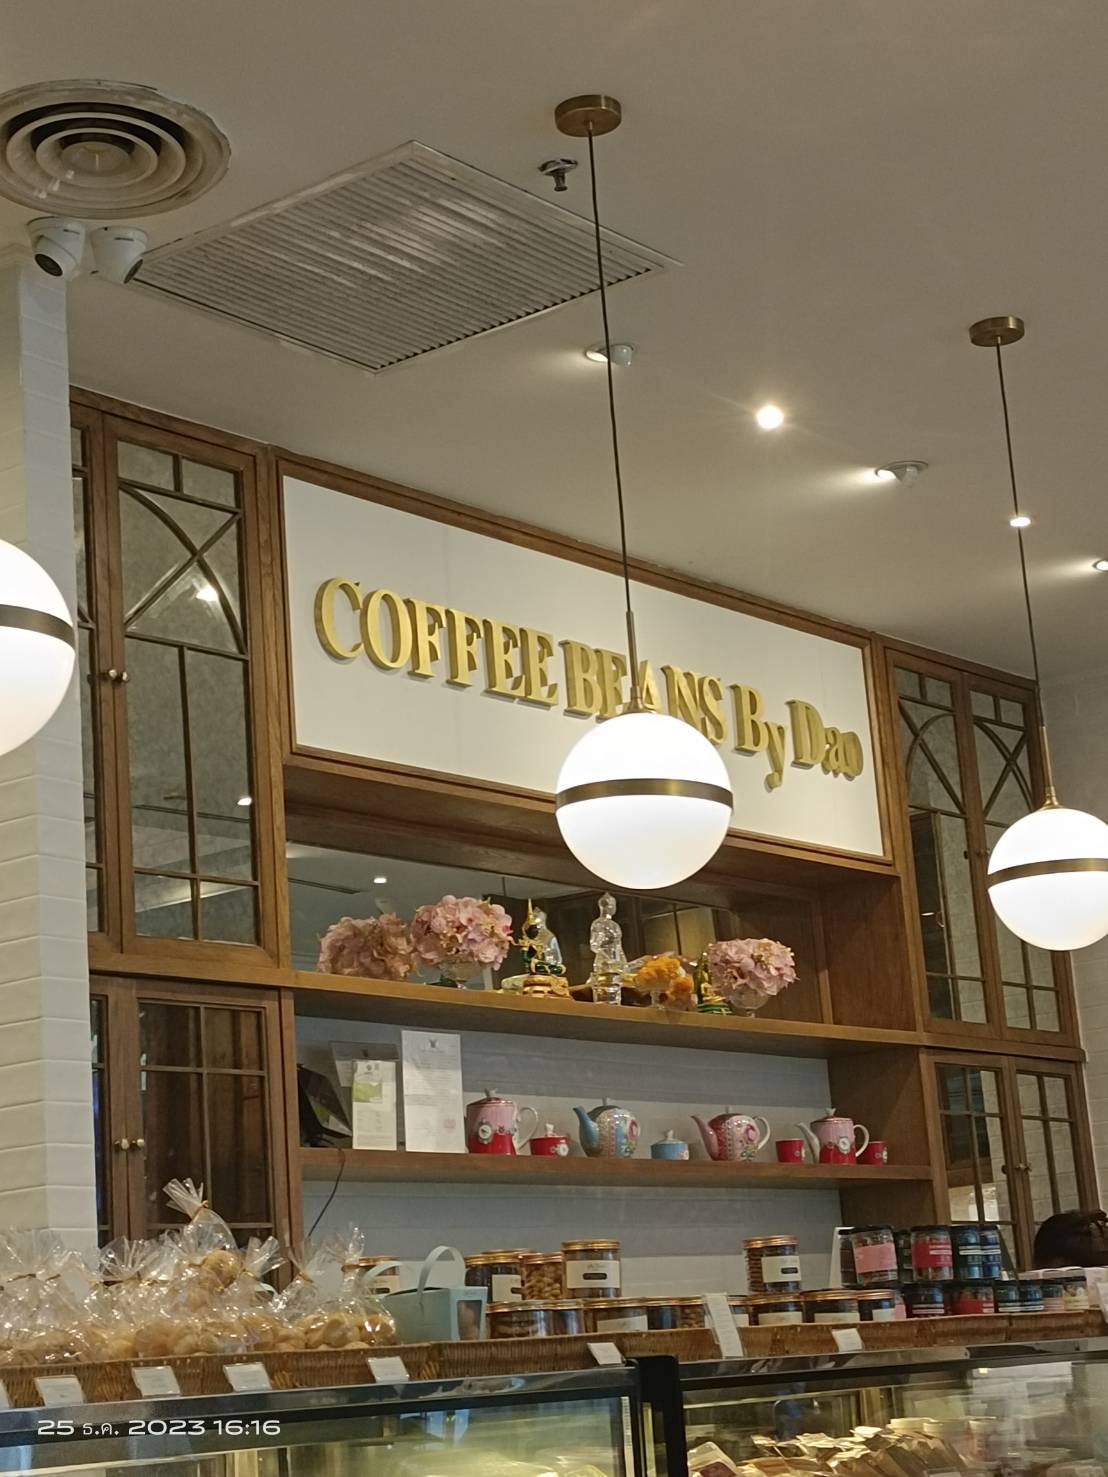 COFFEE BEANS By Dao
25 ธ.ค. 2023 16:16